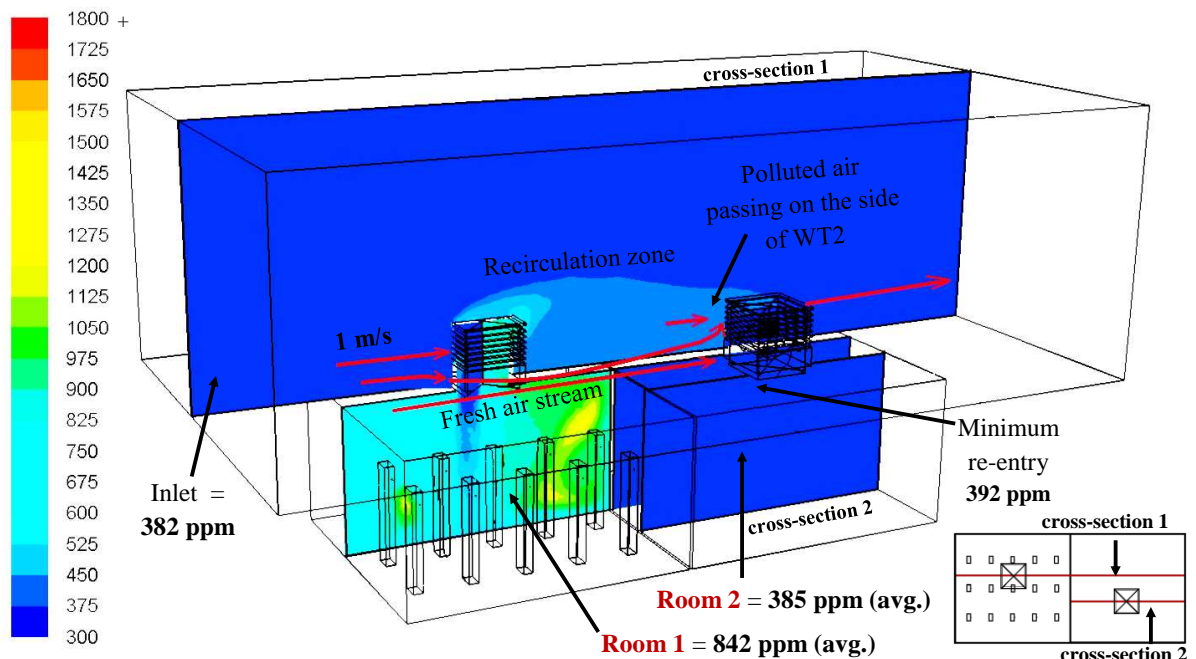 1800 +
1725
1650
1575
1500
1425
1350
1275
1200
1125
1050
975
900
825
750
675
600
525
450
375
300
cross-section 1
Polluted air
passing on the side
of WT2
Recirculation zone
1 m/s
Fresh air stream
Inlet =
382 ppm
Minimum
re-entry
392 ppm
cross-section 2
Room 2 = 385 ppm (avg.)
Room 1 = 842 ppm (avg.)
cross-section 1
cross-section 2